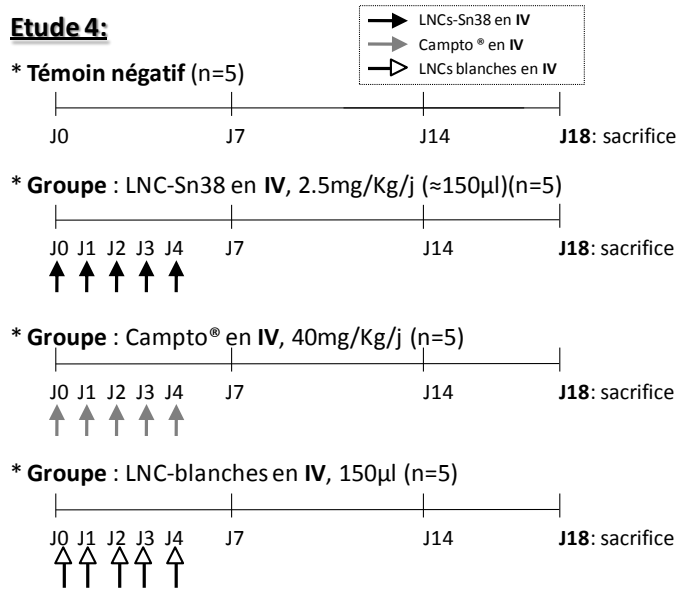 Etude 4:
LNCs-Sn38 en IV
Campto ® en IV
LNCs blanches en IV
* Témoin négatif (n=5)
J0 J7 J14 J18: sacrifice
* Groupe : LNC-Sn38 en IV, 2.5mg/Kg/j (≈150µl)(n=5)
J0 J1 J2 J3 J4 J7 J14 J18: sacrifice
* Groupe : Campto® en IV, 40mg/Kg/j (n=5)
J0 J1 J2 J3 J4 J7 J14 J18: sacrifice
* Groupe : LNC-blanches en IV, 150µl (n=5)
J0 J1 J2 J3 J4 J7 J14 J18: sacrifice